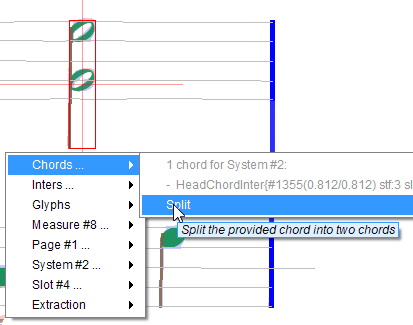 Chords ...
1 chord for System #2:
- HeadChordInter{#1355(0.812/0.812) stf:3 sl
Inters ...
Glyphs
Split
Measure #8 ...
Split the provided chord into two chords
Page #1 ...
System #2 ...
Slot #4 ...
Extraction